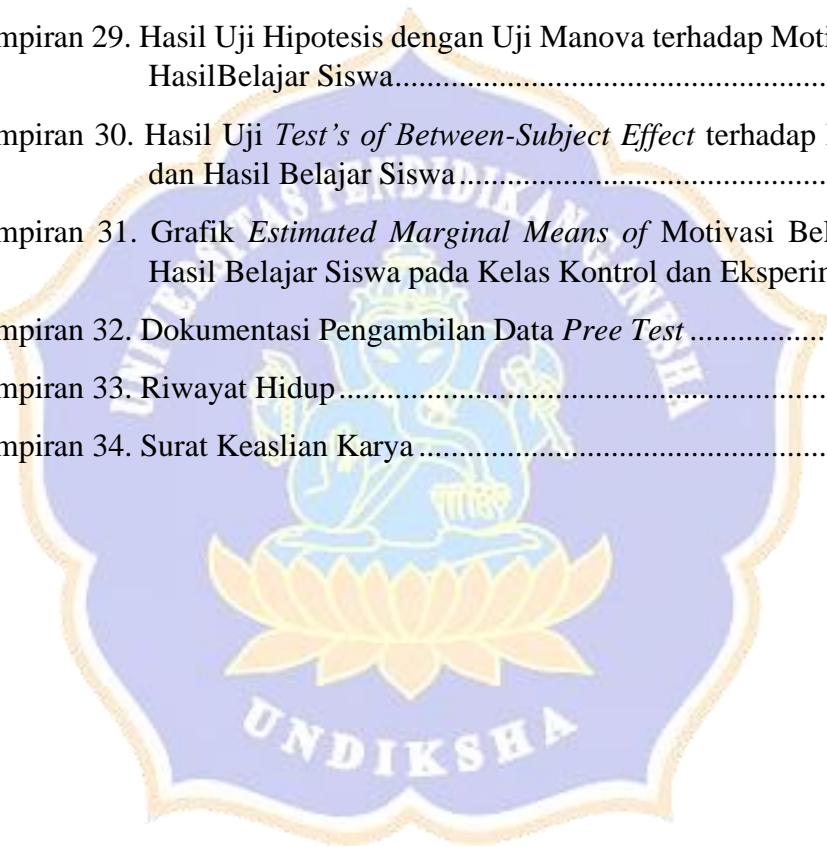 mpiran 29. Hasil Uji Hipotesis dengan Uji Manova terhadap Moti
HasilBelajar Siswa......................................................
mpiran 30. Hasil Uji Test's of Between-Subject Effect terhadap
dan Hasil Belajar Siswa..............................................
mpiran 31. Grafik Estimated Marginal Means of Motivasi Bel
Hasil Belajar Siswa pada Kelas Kontrol dan Eksperin
mpiran 32. Dokumentasi Pengambilan Data Pree Test.................
mpiran 33. Riwayat Hidup.............................................................
mpiran 34. Surat Keaslian Karya...................................................
UNIVERSITAS PENDIDIKAN GANESHA
UNDIKSHA